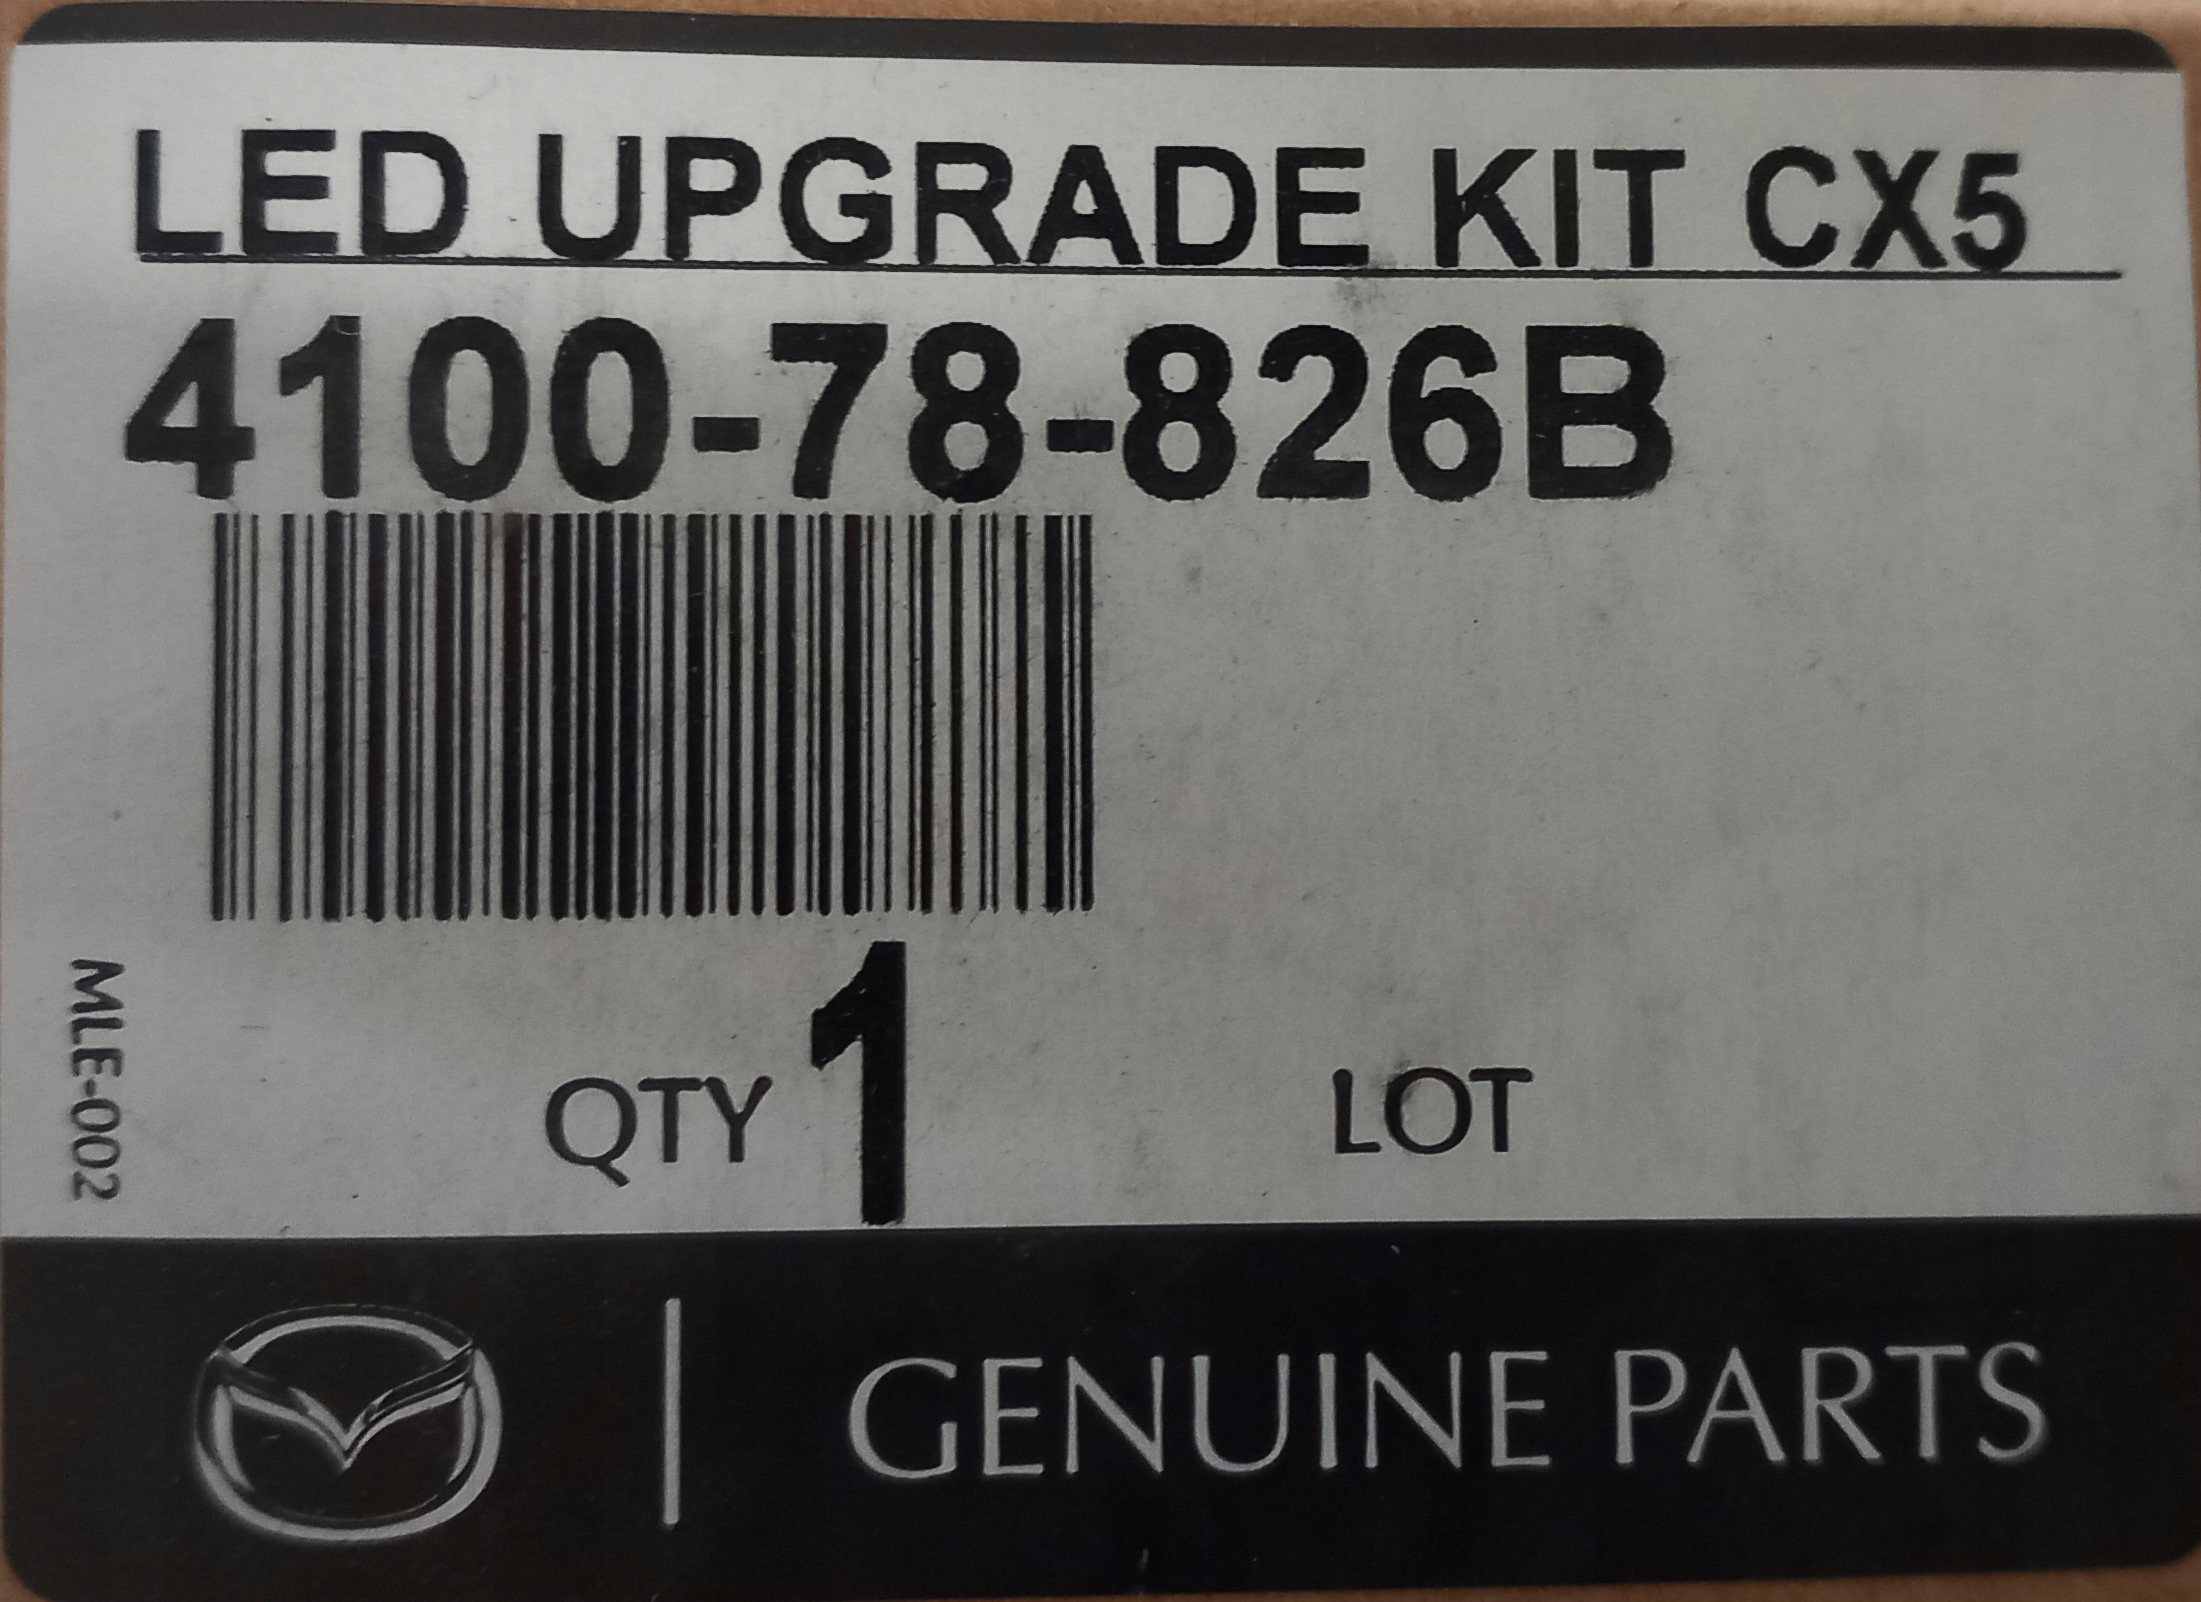 LED UPGRADE KIT CX5
4100-78-826B
MLE-002
QTY 1 LOT
GENUINE PARTS